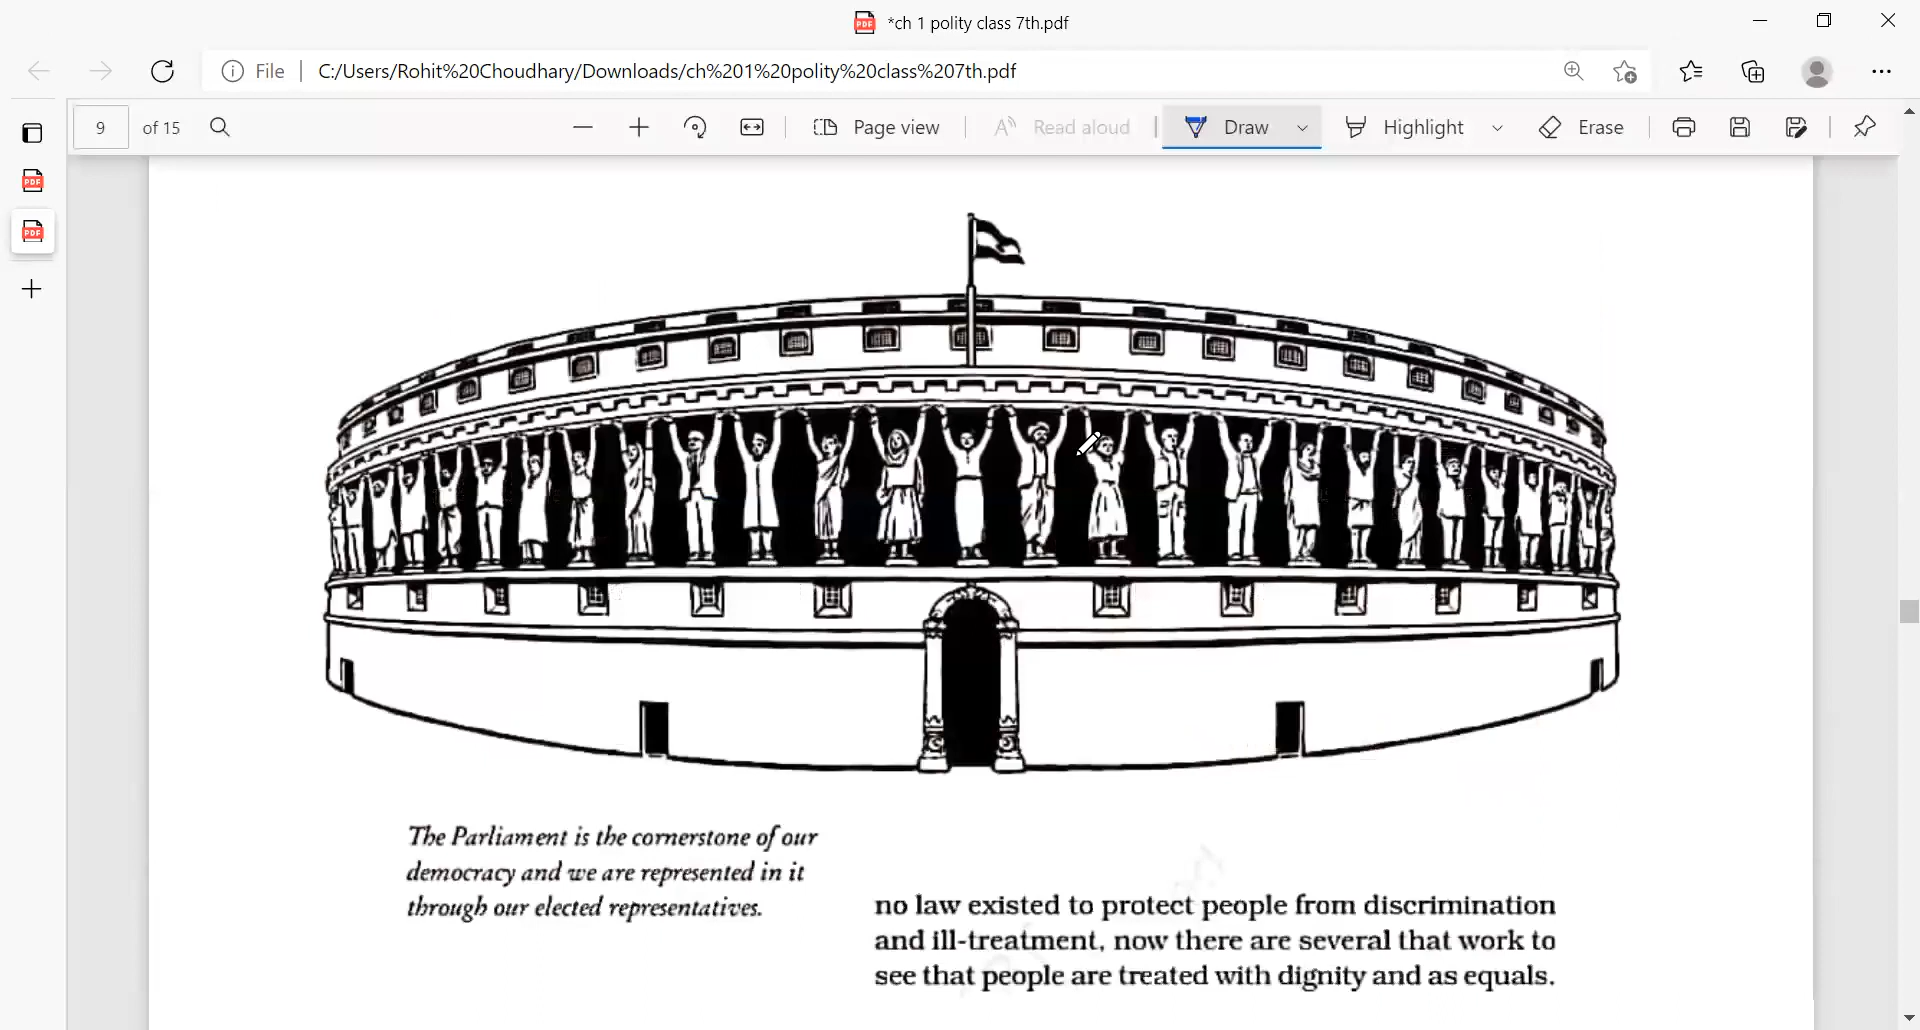 *ch 1 polity class 7th.pdf
File
C:/Users/Rohit%20Choudhary/Downloads/ch%201%20polity%20class%207th.pdf
9 of 15
Page view
Read aloud
Draw
Highlight
Erase
The Parliament is the cornerstone of our
democracy and we are represented in it
through our elected representatives.
no law existed to protect people from discrimination
and ill-treatment, now there are several that work to
see that people are treated with dignity and as equals.